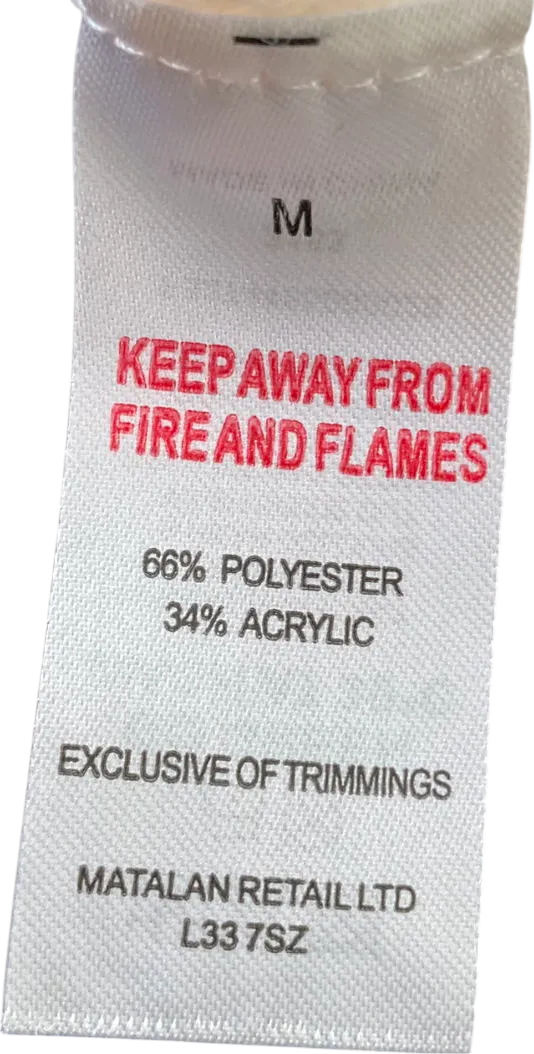 M
KEEP AWAY FROM
FIRE AND FLAMES
66% POLYESTER
34% ACRYLIC
EXCLUSIVE OF TRIMMINGS
MATALAN RETAIL LTD
L33 7SZ